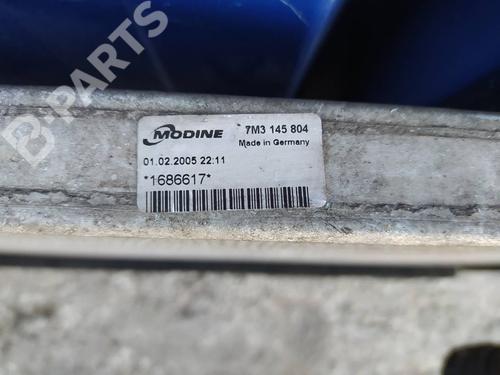 B-PARTS
MODINE 7M3 145 804
Made in Germany
01.02.2005 22:11
*1686617*